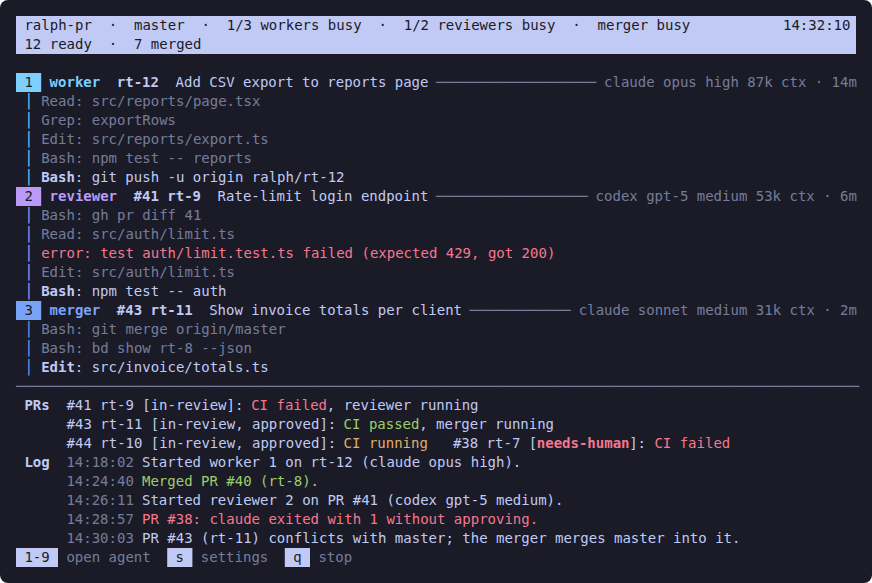 ralph-pr · master · 1/3 workers busy · 1/2 reviewers busy · merger busy 14:32:10
12 ready · 7 merged
1 worker rt-12 Add CSV export to reports page claude opus high 87k ctx · 14m
Read: src/reports/page.tsx
Grep: exportRows
Edit: src/reports/export.ts
Bash: npm test -- reports
Bash: git push -u origin ralph/rt-12
2 reviewer #41 rt-9 Rate-limit login endpoint codex gpt-5 medium 53k ctx · 6m
Bash: gh pr diff 41
Read: src/auth/limit.ts
error: test auth/limit.test.ts failed (expected 429, got 200)
Edit: src/auth/limit.ts
Bash: npm test -- auth
3 merger #43 rt-11 Show invoice totals per client claude sonnet medium 31k ctx · 2m
Bash: git merge origin/master
Bash: bd show rt-8 --json
Edit: src/invoice/totals.ts
PRs #41 rt-9 [in-review]: CI failed, reviewer running
#43 rt-11 [in-review, approved]: CI passed, merger running
#44 rt-10 [in-review, approved]: CI running #38 rt-7 [needs-human]: CI failed
Log 14:18:02 Started worker 1 on rt-12 (claude opus high).
14:24:40 Merged PR #40 (rt-8).
14:26:11 Started reviewer 2 on PR #41 (codex gpt-5 medium).
14:28:57 PR #38: claude exited with 1 without approving.
14:30:03 PR #43 (rt-11) conflicts with master; the merger merges master into it.
1-9 open agent s settings q stop